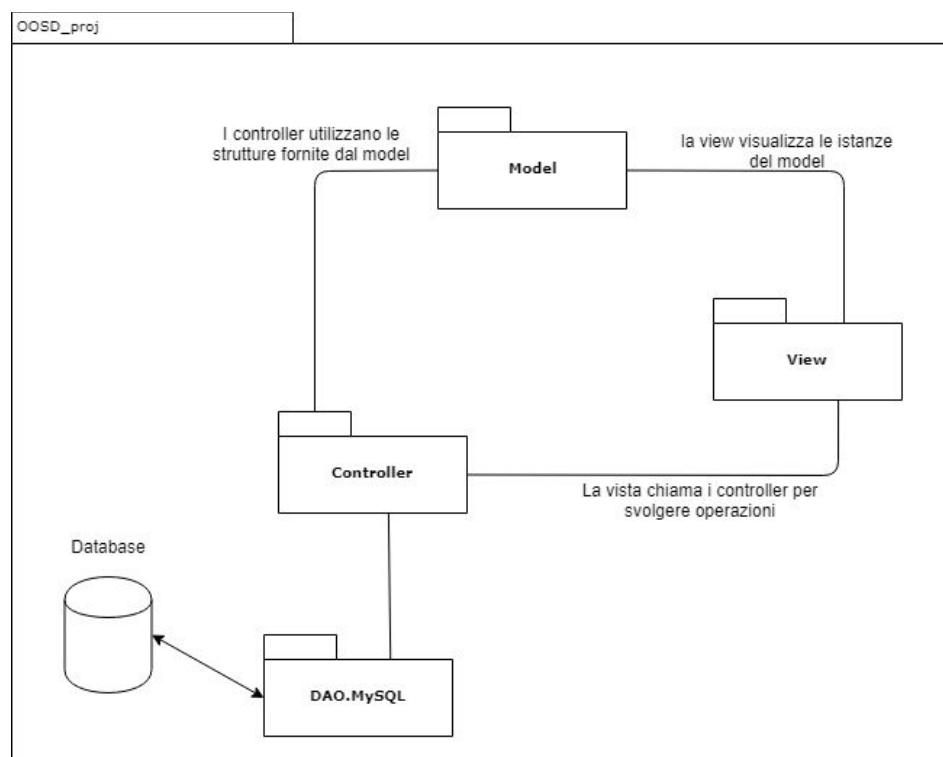 OOSD_proj
I controller utilizzano le
strutture fornite dal model
Model
la view visualizza le istanze
del model
View
Controller
La vista chiama i controller per
svolgere operazioni
Database
DAO.MySQL